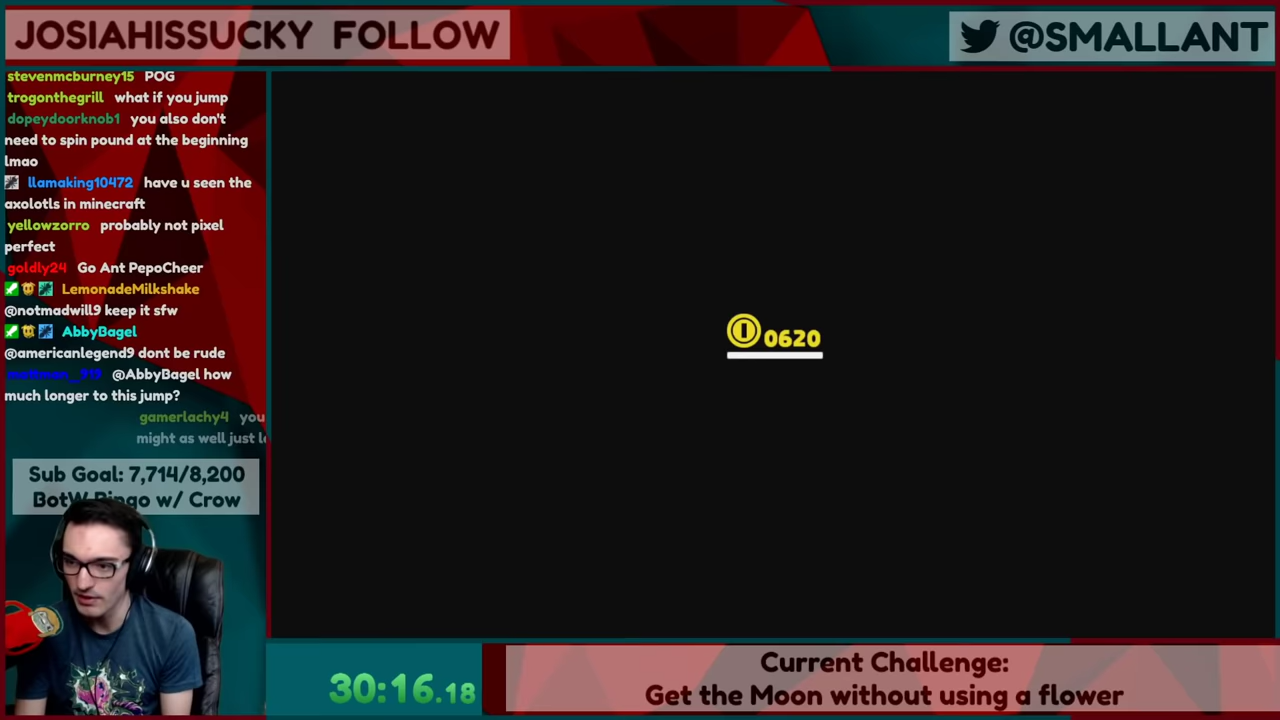 JOSIAHISSUCKY FOLLOW
@SMALLANT
stevenmcburney15 POG
trogonthegrill what if you jump
dopeydoorknob1 you also don't
need to spin pound at the beginning
lmao
llamaking10472 have u seen the
axolotls in minecraft
yellowzorro probably not pixel
perfect
goldly24 Go Ant PepoCheer
LemonadeMilkshake
@notmadwill9 keep it sfw
AbbyBagel
@americanlegend9 dont be rude
@AbbyBagel how
much longer to this jump?
gamerlachy4 you
might as well just
0620
Sub Goal: 7,714/8,200
BotW Bingo w/ Crow
30:16.18
Current Challenge:
Get the Moon without using a flower